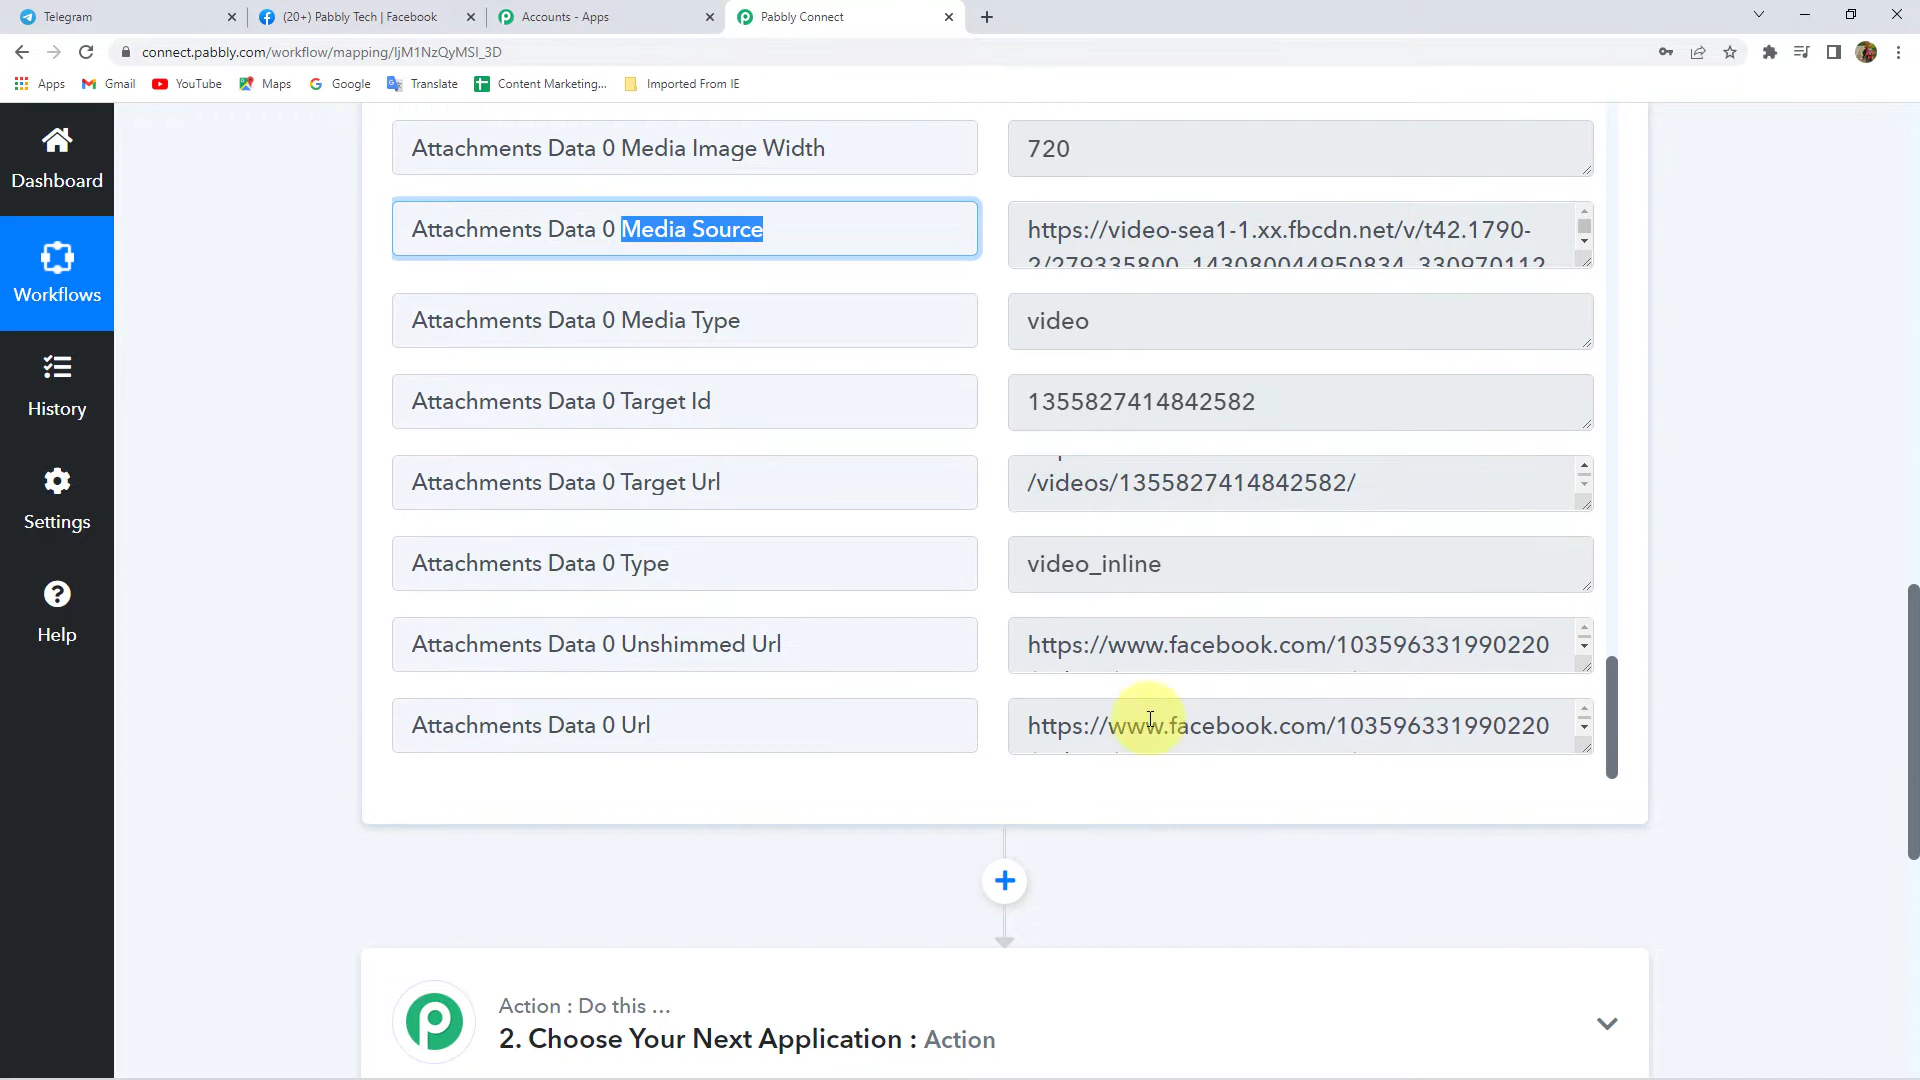 Telegram
(20+) Pabbly Tech | Facebook
Accounts - Apps
Pabbly Connect
connect.pabbly.com/workflow/mapping/IjM1NzQyMSI_3D
Apps
Gmail
YouTube
Maps
Google
Translate
Content Marketing...
Imported From IE
Dashboard
Workflows
History
Settings
Help
Attachments Data 0 Media Image Width
720
Attachments Data 0 Media Source
https://video-sea1-1.xx.fbcdn.net/v/t42.1790-
2/279335800_143080044950834_330970112
Attachments Data 0 Media Type
video
Attachments Data 0 Target Id
1355827414842582
Attachments Data 0 Target Url
/videos/1355827414842582/
Attachments Data 0 Type
video_inline
Attachments Data 0 Unshimmed Url
https://www.facebook.com/103596331990220
Attachments Data 0 Url
https://www.facebook.com/103596331990220
Action : Do this ...
2. Choose Your Next Application : Action